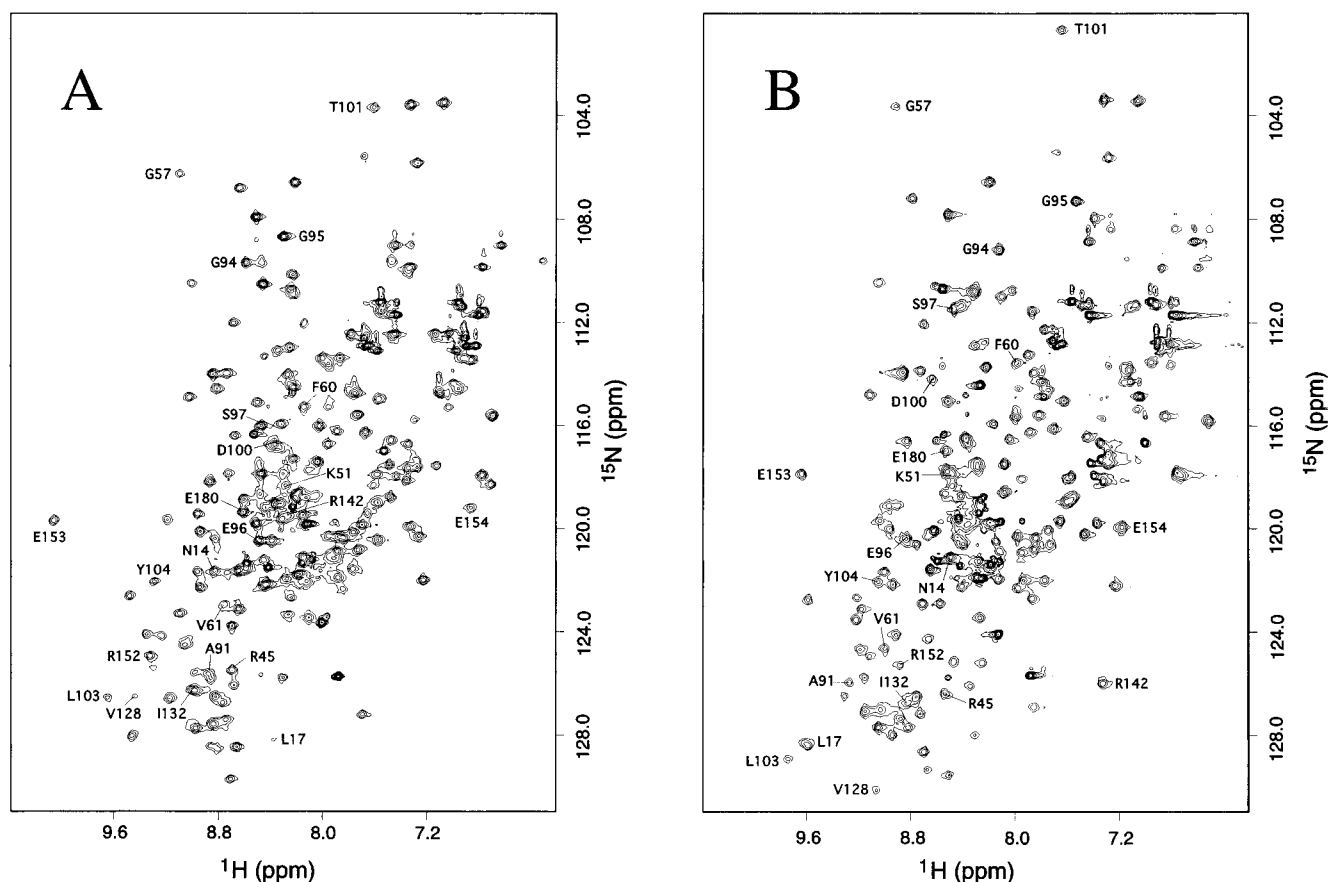 A
T101
G57
G95
G94
F60
S97
D100
K51
E180
R142
E96
E154
E153
N14
Y104
V61
A91
R152
R45
L103
V128
I132
L17
104.0
108.0
112.0
116.0
120.0
124.0
128.0
15N (ppm)
9.6 8.8 8.0 7.2
1H (ppm)
B
T101
G57
G95
G94
S97
F60
D100
E180
E153
K51
E154
E96
Y104
N14
V61
R152
A91
I132
R142
R45
L17
L103
V128
104.0
108.0
112.0
116.0
120.0
124.0
128.0
15N (ppm)
9.6 8.8 8.0 7.2
1H (ppm)